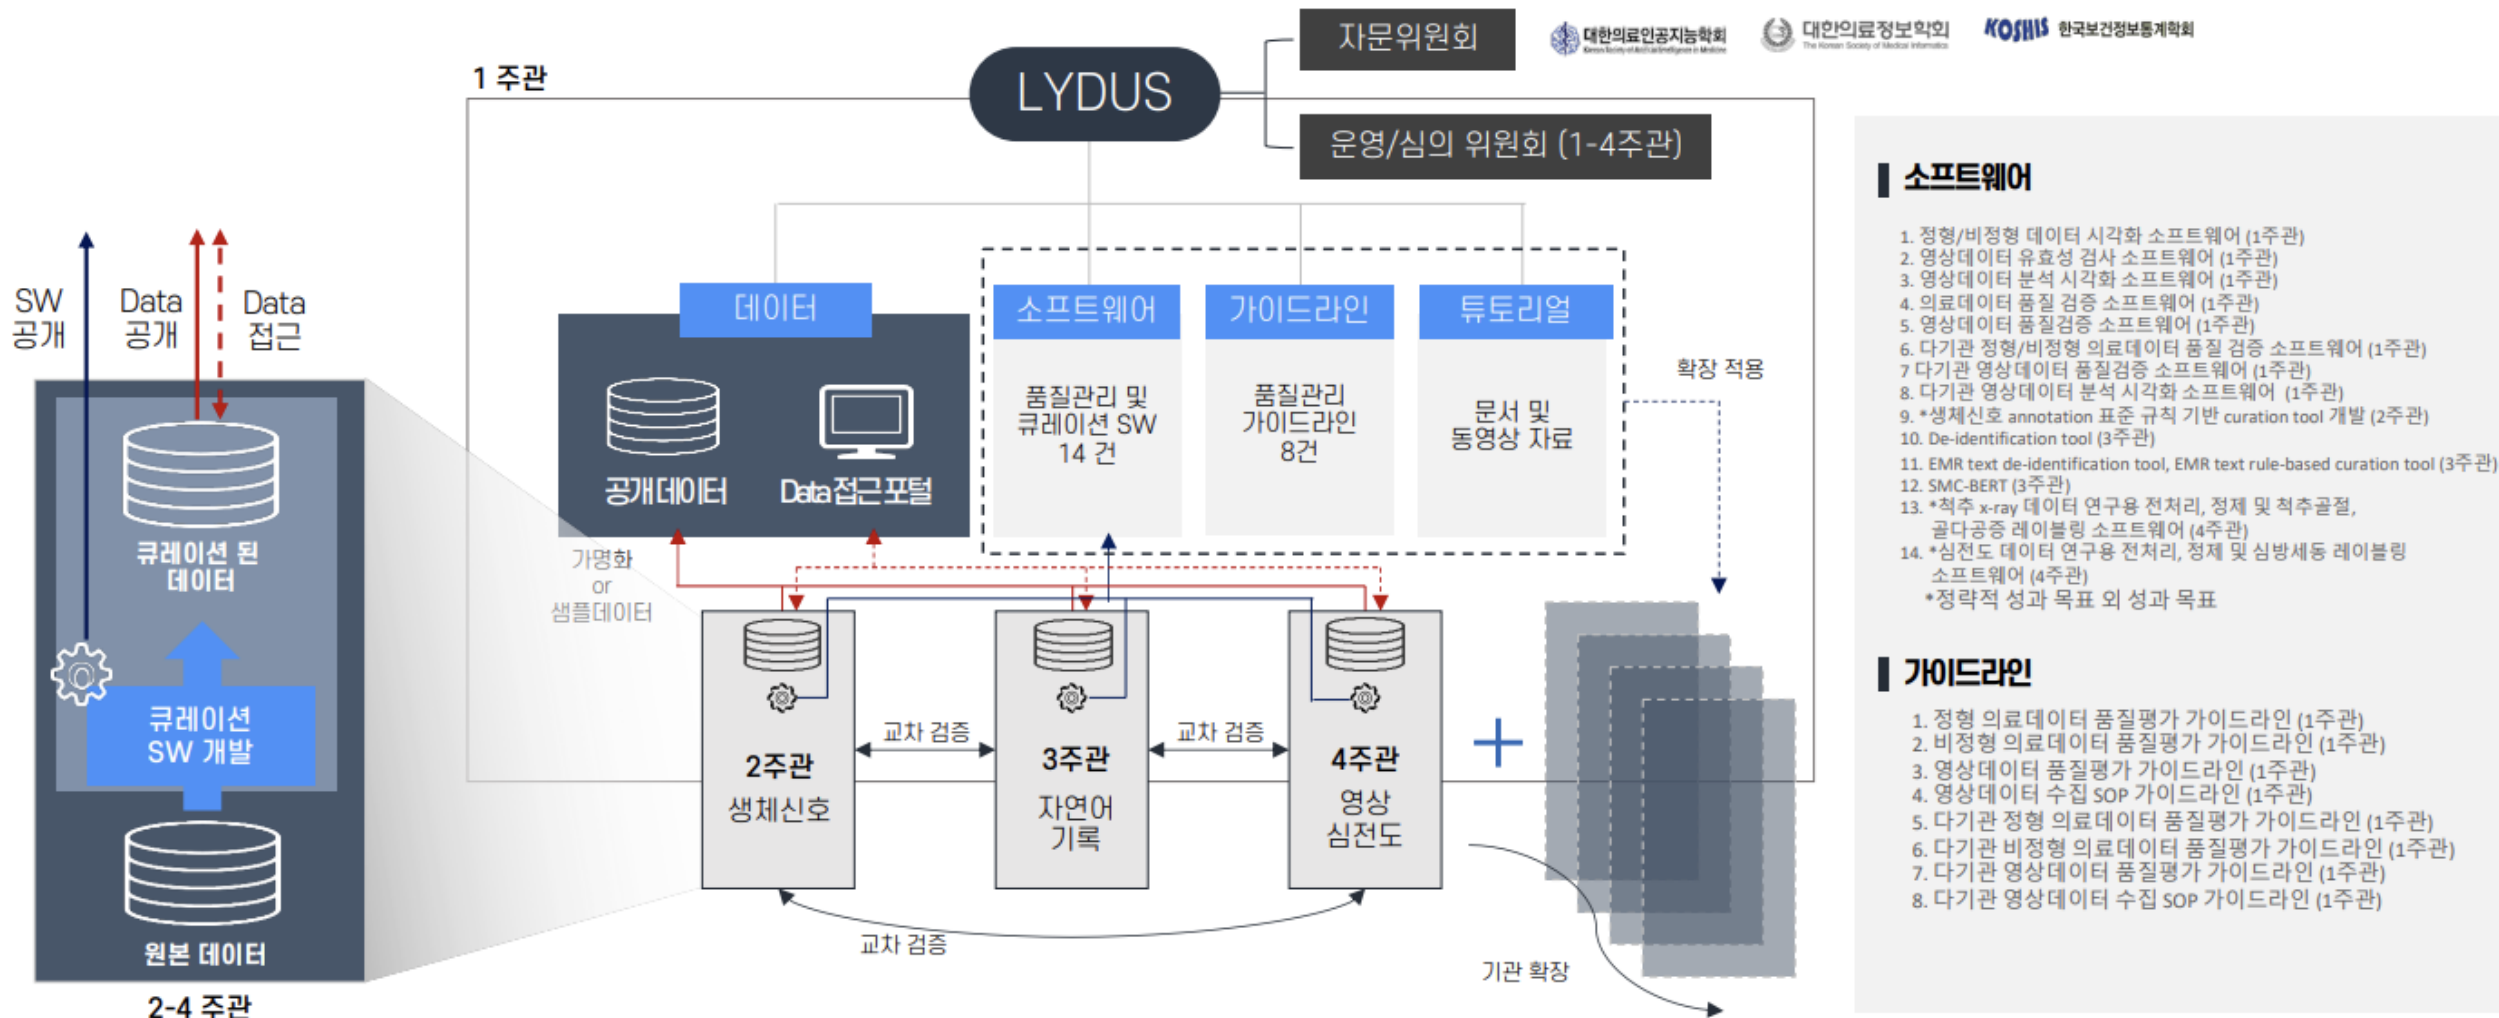 자문위원회
대한의료인공지능학회
Korean Society of Artificial Intelligence in Medicine
대한의료정보학회
The Korean Society of Medical Informatics
KOSHIS 한국보건정보통계학회
1 주관
LYDUS
운영/심의 위원회 (1-4주관)
SW
공개
Data
공개
Data
접근
큐레이션 된
데이터
큐레이션
SW 개발
원본 데이터
2-4 주관
데이터
공개데이터
Data접근포털
소프트웨어
품질관리 및
큐레이션 SW
14 건
가이드라인
품질관리
가이드라인
8건
튜토리얼
문서 및
동영상 자료
확장 적용
가명화
or
샘플데이터
2주관
생체신호
교차 검증
3주관
자연어
기록
교차 검증
4주관
영상
심전도
교차 검증
기관 확장
소프트웨어
1. 정형/비정형 데이터 시각화 소프트웨어 (1주관)
2. 영상데이터 유효성 검사 소프트웨어 (1주관)
3. 영상데이터 분석 시각화 소프트웨어 (1주관)
4. 의료데이터 품질 검증 소프트웨어 (1주관)
5. 영상데이터 품질검증 소프트웨어 (1주관)
6. 다기관 정형/비정형 의료데이터 품질 검증 소프트웨어 (1주관)
7 다기관 영상데이터 품질검증 소프트웨어 (1주관)
8. 다기관 영상데이터 분석 시각화 소프트웨어 (1주관)
9. *생체신호 annotation 표준 규칙 기반 curation tool 개발 (2주관)
10. De-identification tool (3주관)
11. EMR text de-identification tool, EMR text rule-based curation tool (3주관)
12. SMC-BERT (3주관)
13. *척추 x-ray 데이터 연구용 전처리, 정제 및 척추골절,
골다공증 레이블링 소프트웨어 (4주관)
14. *심전도 데이터 연구용 전처리, 정제 및 심방세동 레이블링
소프트웨어 (4주관)
*정략적 성과 목표 외 성과 목표
가이드라인
1. 정형 의료데이터 품질평가 가이드라인 (1주관)
2. 비정형 의료데이터 품질평가 가이드라인 (1주관)
3. 영상데이터 품질평가 가이드라인 (1주관)
4. 영상데이터 수집 SOP 가이드라인 (1주관)
5. 다기관 정형 의료데이터 품질평가 가이드라인 (1주관)
6. 다기관 비정형 의료데이터 품질평가 가이드라인 (1주관)
7. 다기관 영상데이터 품질평가 가이드라인 (1주관)
8. 다기관 영상데이터 수집 SOP 가이드라인 (1주관)